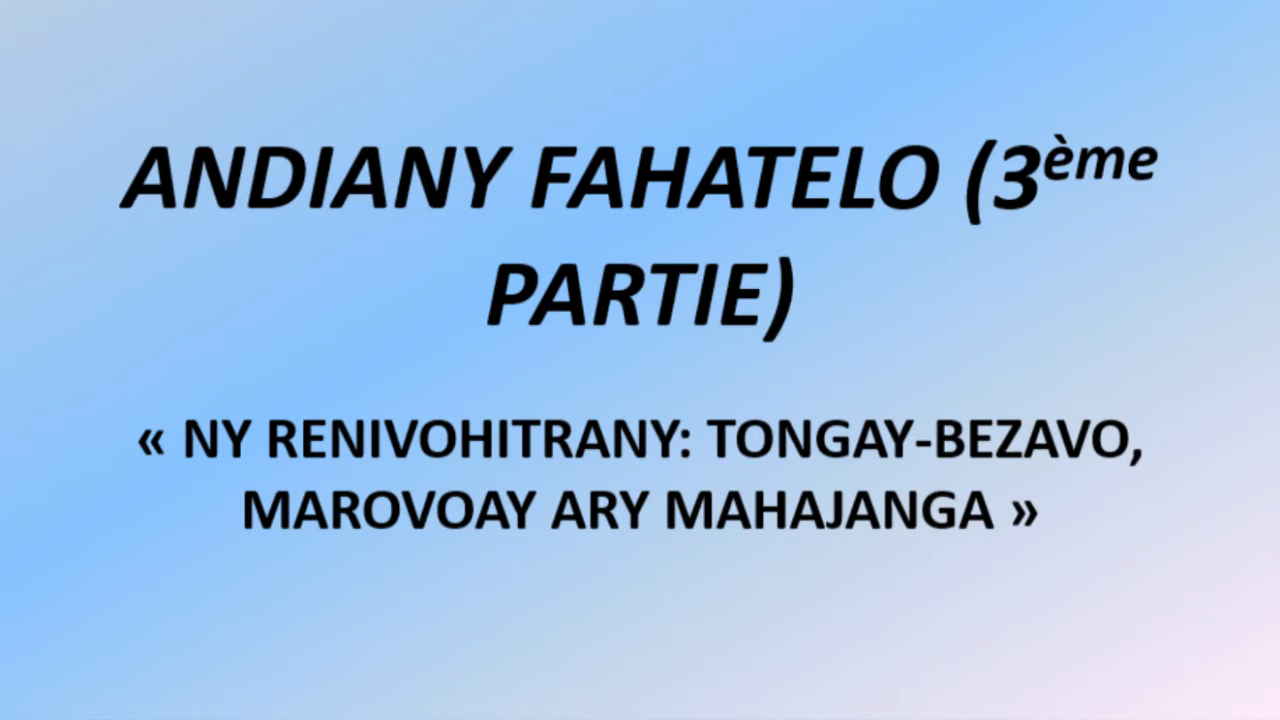 ANDIANY FAHATELO (3ème
PARTIE)
« NY RENIVOHITRANY: TONGAY-BEZAVO,
MAROVOAY ARY MAHAJANGA »